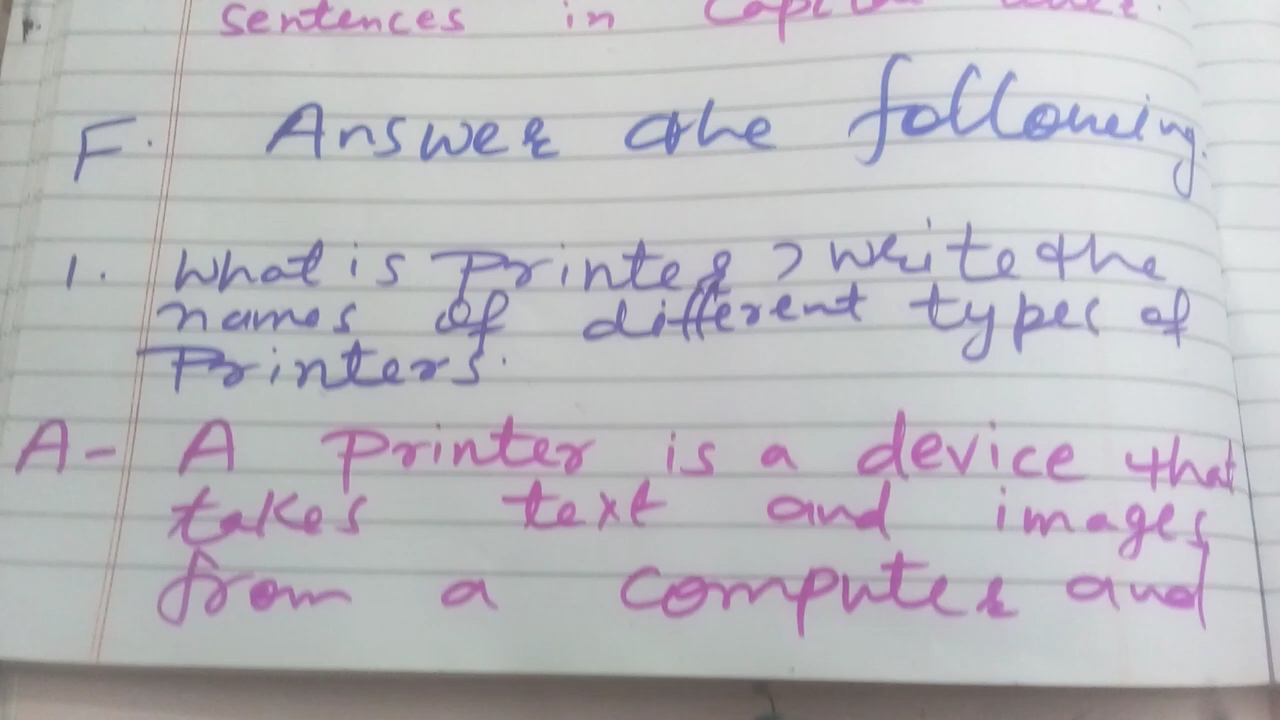 sentences in
F. Answer the following.
1. What is Printer? write the
names of different types of
Printers.
A- A Printer is a device that
takes text and images
from a computer and